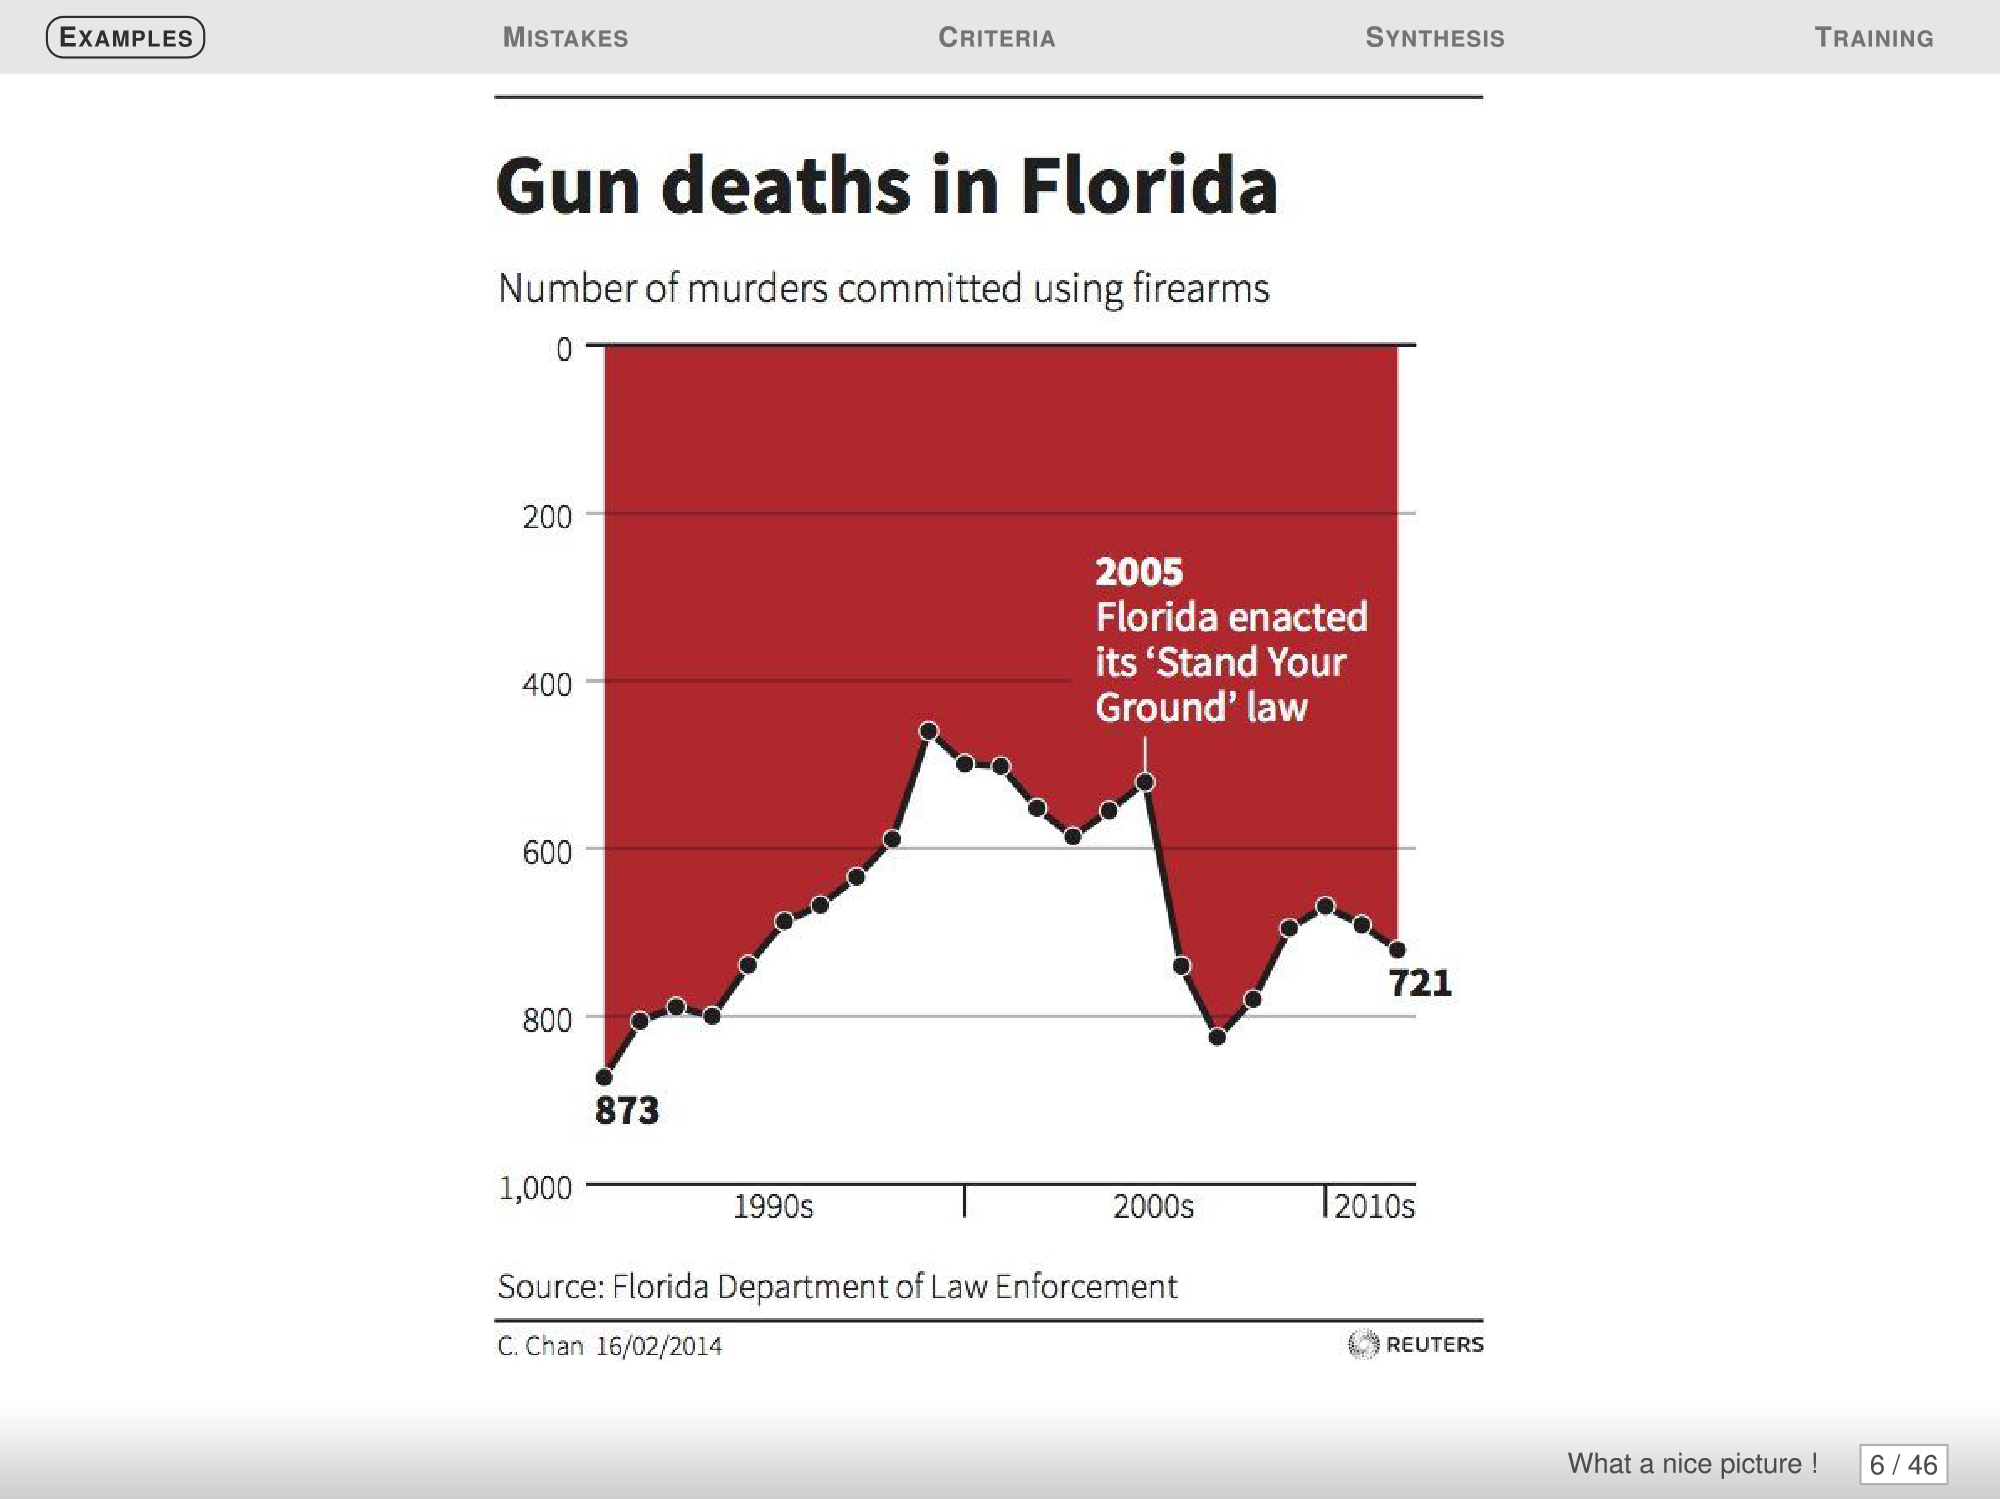 EXAMPLES MISTAKES CRITERIA SYNTHESIS TRAINING
Gun deaths in Florida
Number of murders committed using firearms
0
200
2005
Florida enacted
its ‘Stand Your
Ground’ law
400
600
721
800
873
1,000
1990s 2000s 2010s
Source: Florida Department of Law Enforcement
C. Chan 16/02/2014 REUTERS
What a nice picture ! 6 / 46